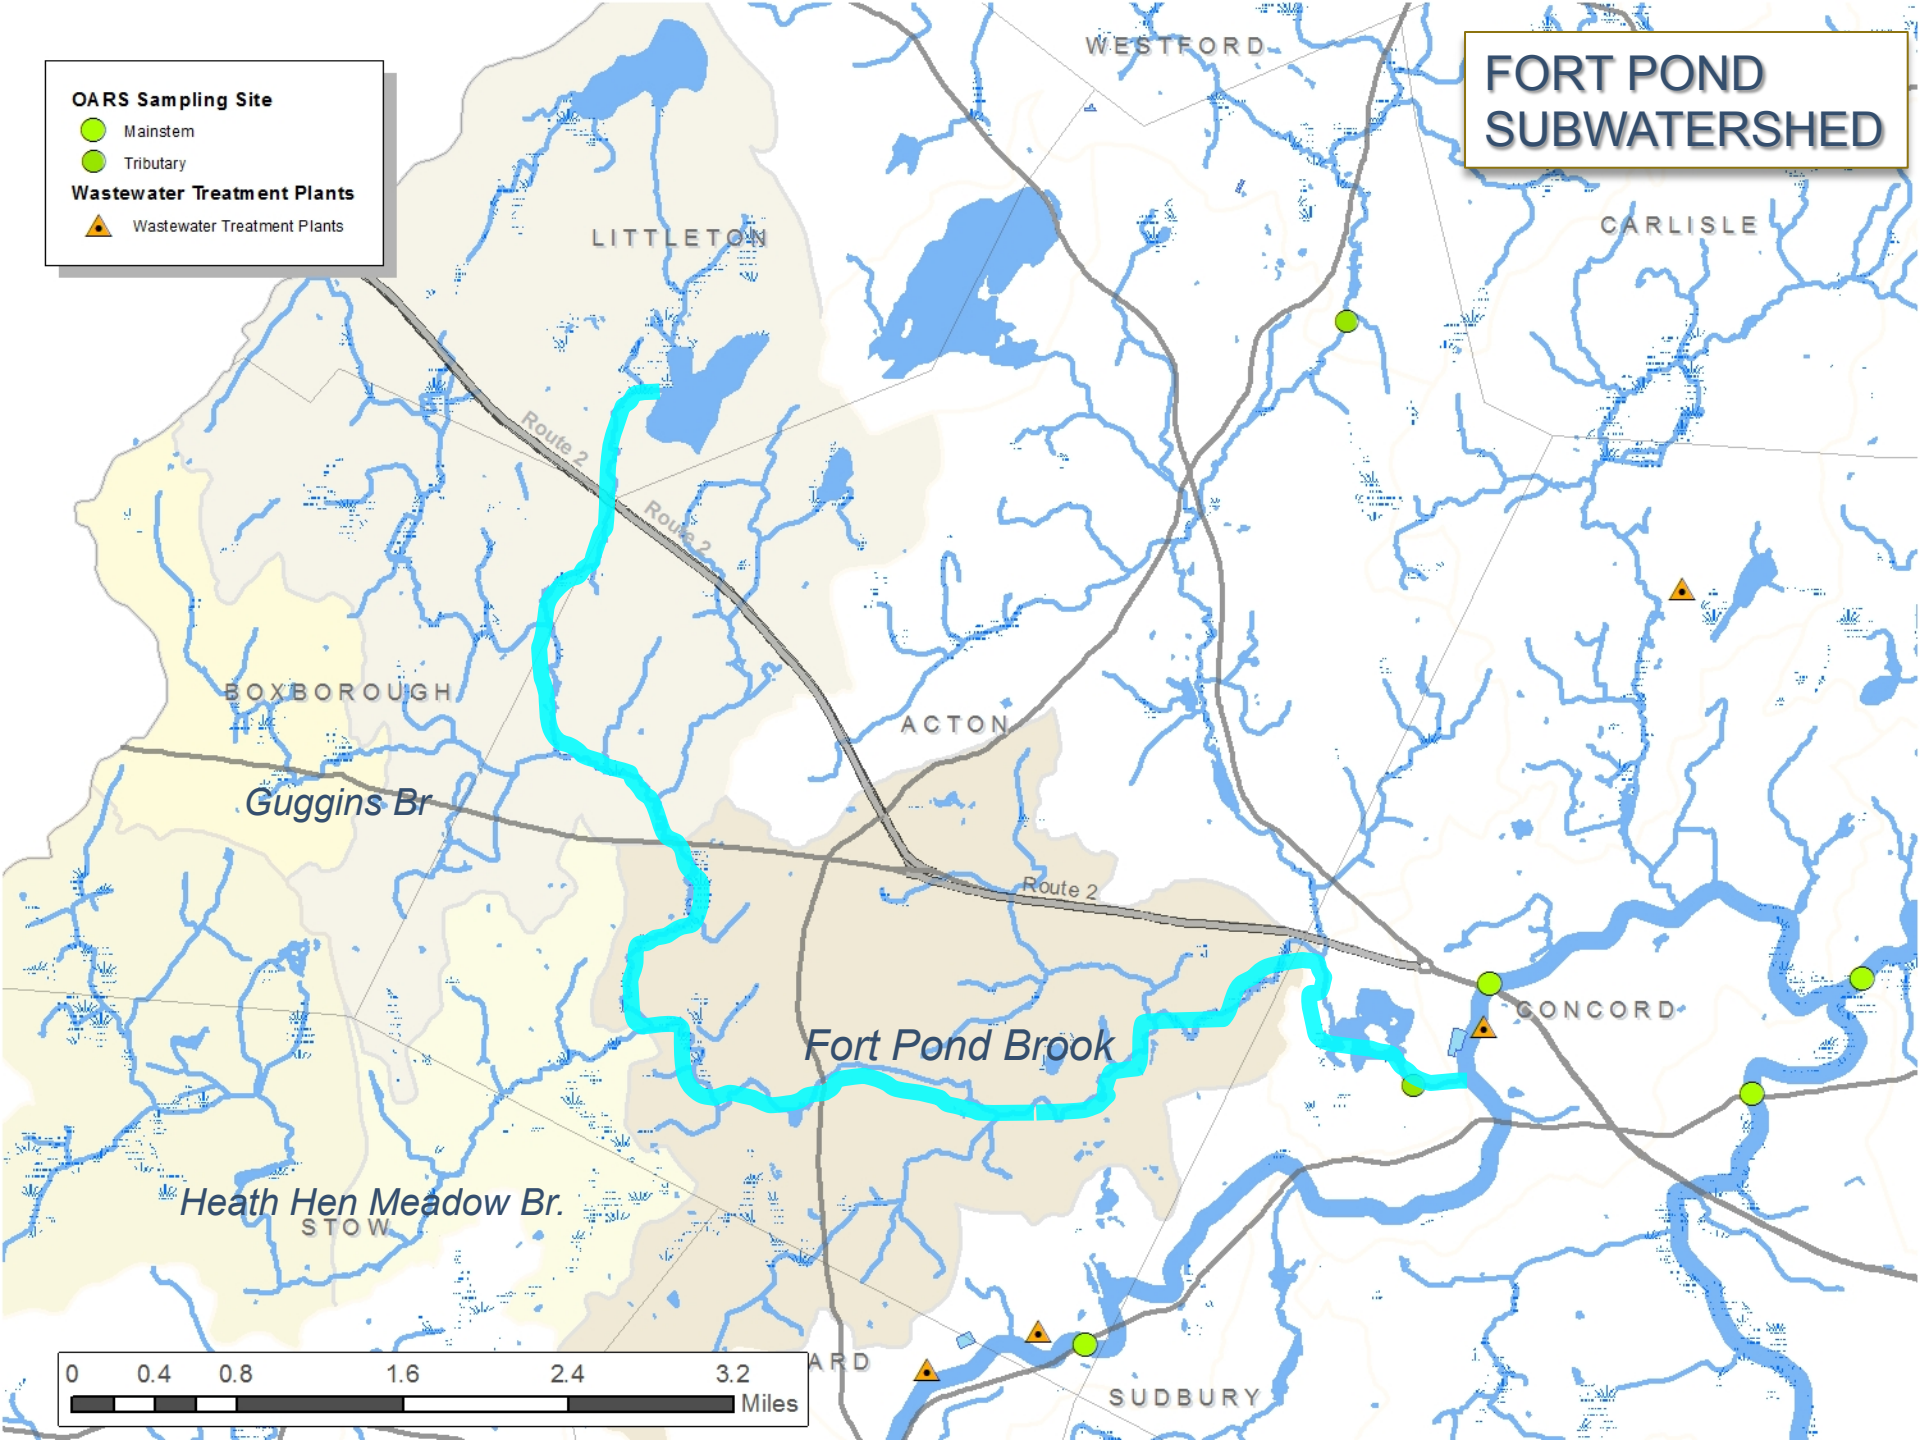 FORT POND
SUBWATERSHED
OARS Sampling Site
Mainstem
Tributary
Wastewater Treatment Plants
Wastewater Treatment Plants
WESTFORD
CARLISLE
LITTLETON
Route 2
Route 2
BOXBOROUGH
ACTON
Guggins Br
Route 2
CONCORD
Fort Pond Brook
Heath Hen Meadow Br.
STOW
ARD
SUDBURY
0 0.4 0.8 1.6 2.4 3.2
Miles